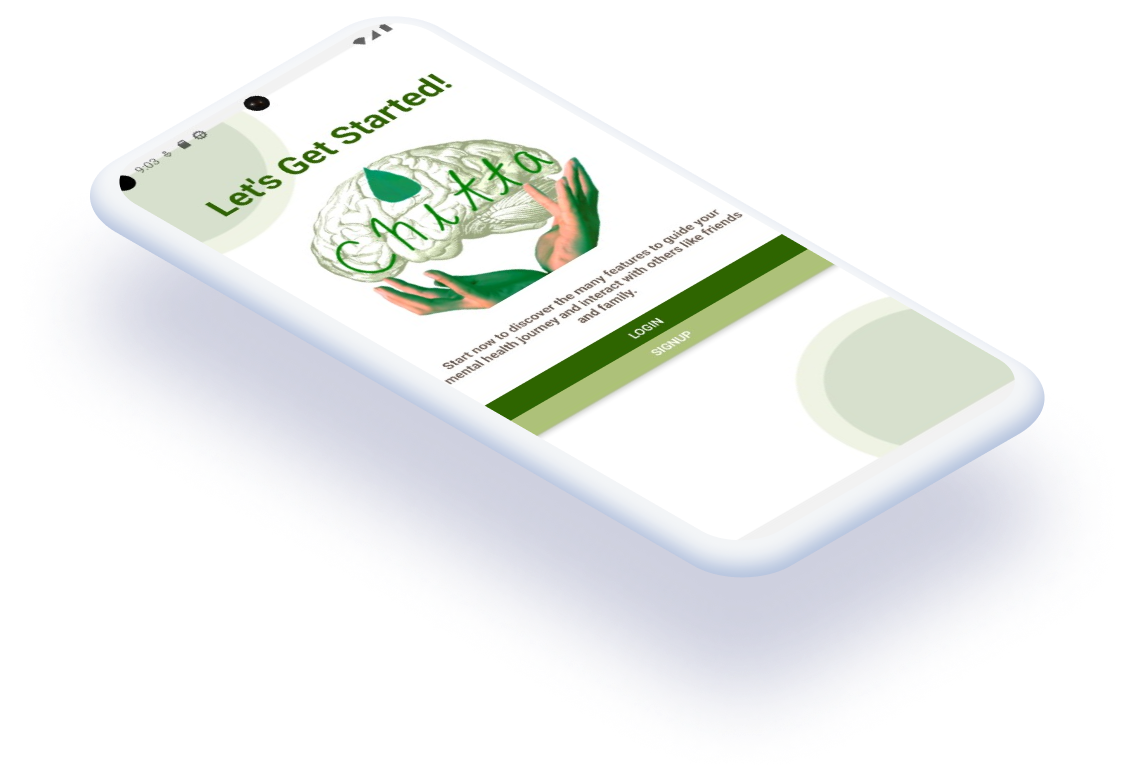 9:03
Let's Get Started!
Chitta
Start now to discover the many features to guide your
mental health journey and interact with others like friends
and family.
LOGIN
SIGNUP